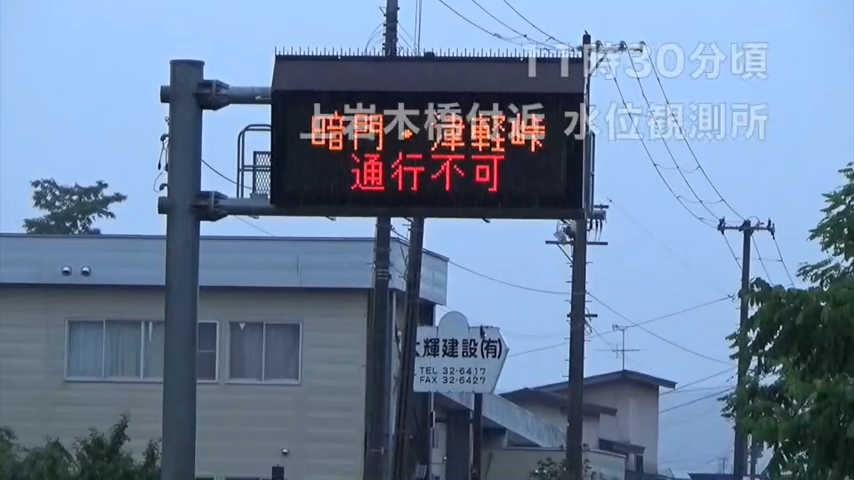 11時30分頃
上岩木橋付近 水位観測所
暗門・津軽峠
通行不可
大輝建設(有)
TEL 32-6417
FAX 32-6427